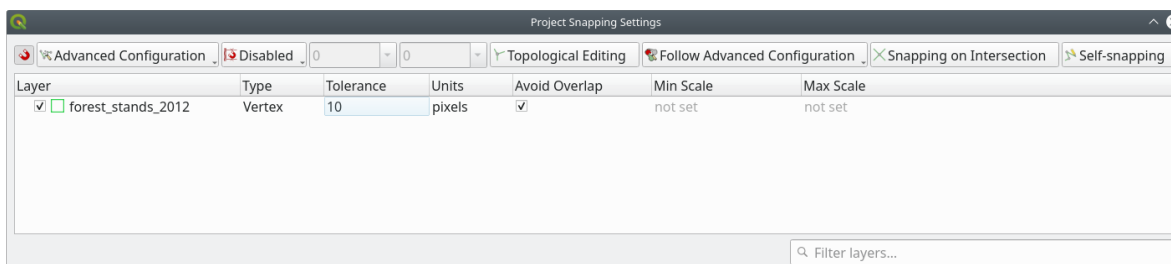 Project Snapping Settings
Advanced Configuration Disabled 0 0 Topological Editing Follow Advanced Configuration Snapping on Intersection Self-snapping
Layer Type Tolerance Units Avoid Overlap Min Scale Max Scale
forest_stands_2012 Vertex 10 pixels not set not set
Filter layers...